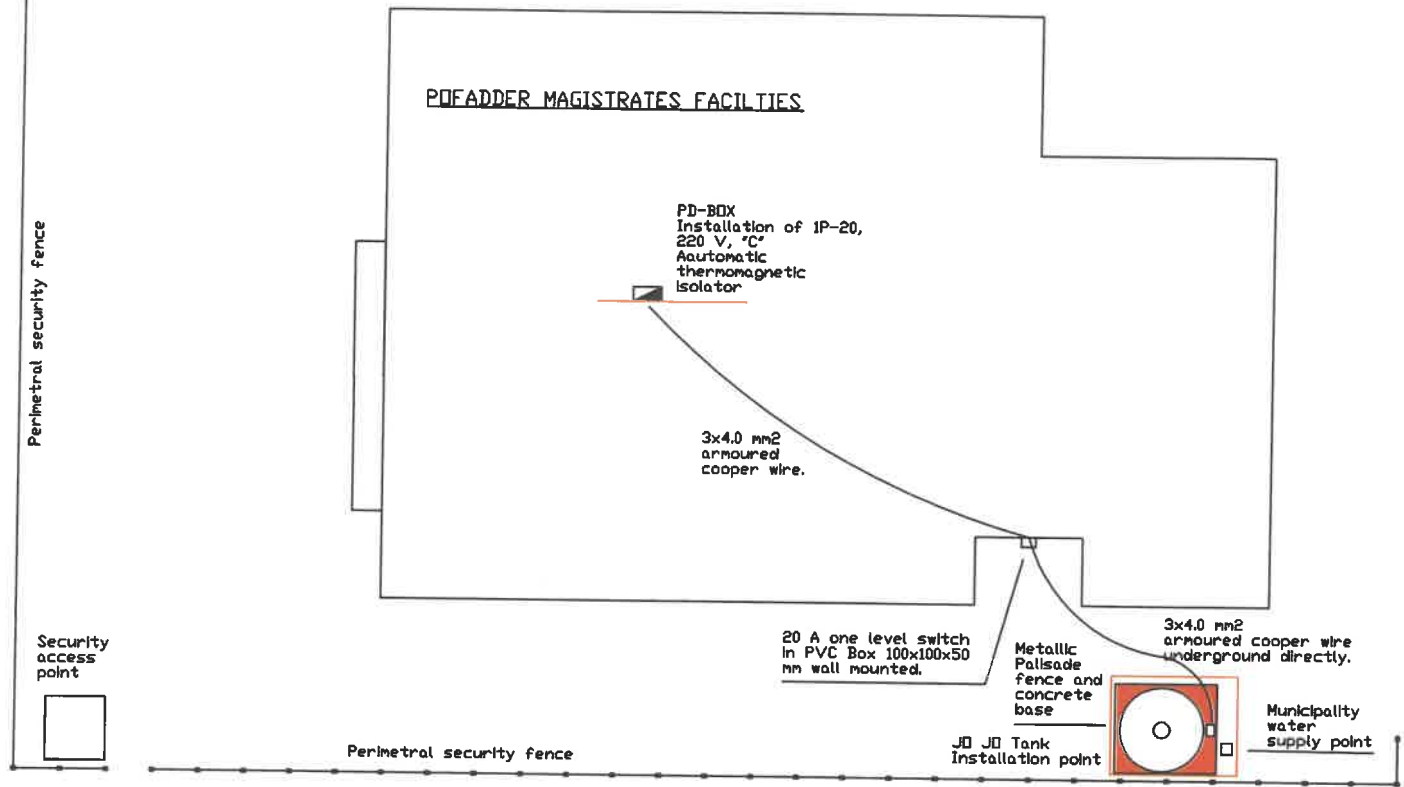 POFADDER MAGISTRATES FACILTIES
PD-BOX
Installation of 1P-20,
220 V, "C"
Aautomatic
thermomagnetic
isolator
Perimetral security fence
3x4.0 mm2
armoured
cooper wire.
20 A one level switch
in PVC Box 100x100x50
mm wall mounted.
3x4.0 mm2
armoured cooper wire
underground directly.
Security
access
point
Metallic
Palisade
fence and
concrete
base
Municipality
water
supply point
JO JO Tank
Installation point
Perimetral security fence